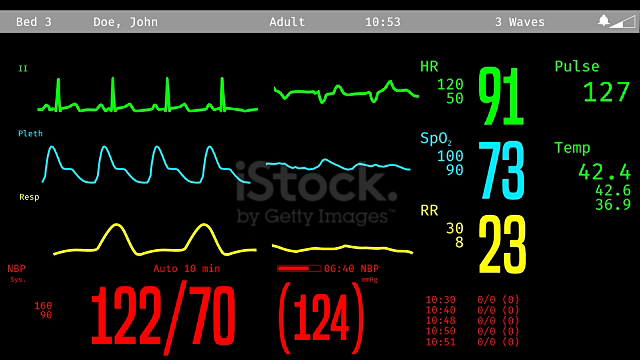 Bed 3 Doe, John Adult 10:53 3 Waves
II
HR
120
50
91
Pulse
127
Pleth
SpO2
100
90
73
Temp
42.4
42.6
36.9
iStock.
by Getty Images™
Resp
RR
30
8
23
NBP
Sys.
Auto 10 min
06:40 NBP
mmHg
160
90
122/70
(124)
10:30 0/0 (0)
10:40 0/0 (0)
10:48 0/0 (0)
10:50 0/0 (0)
10:51 0/0 (0)